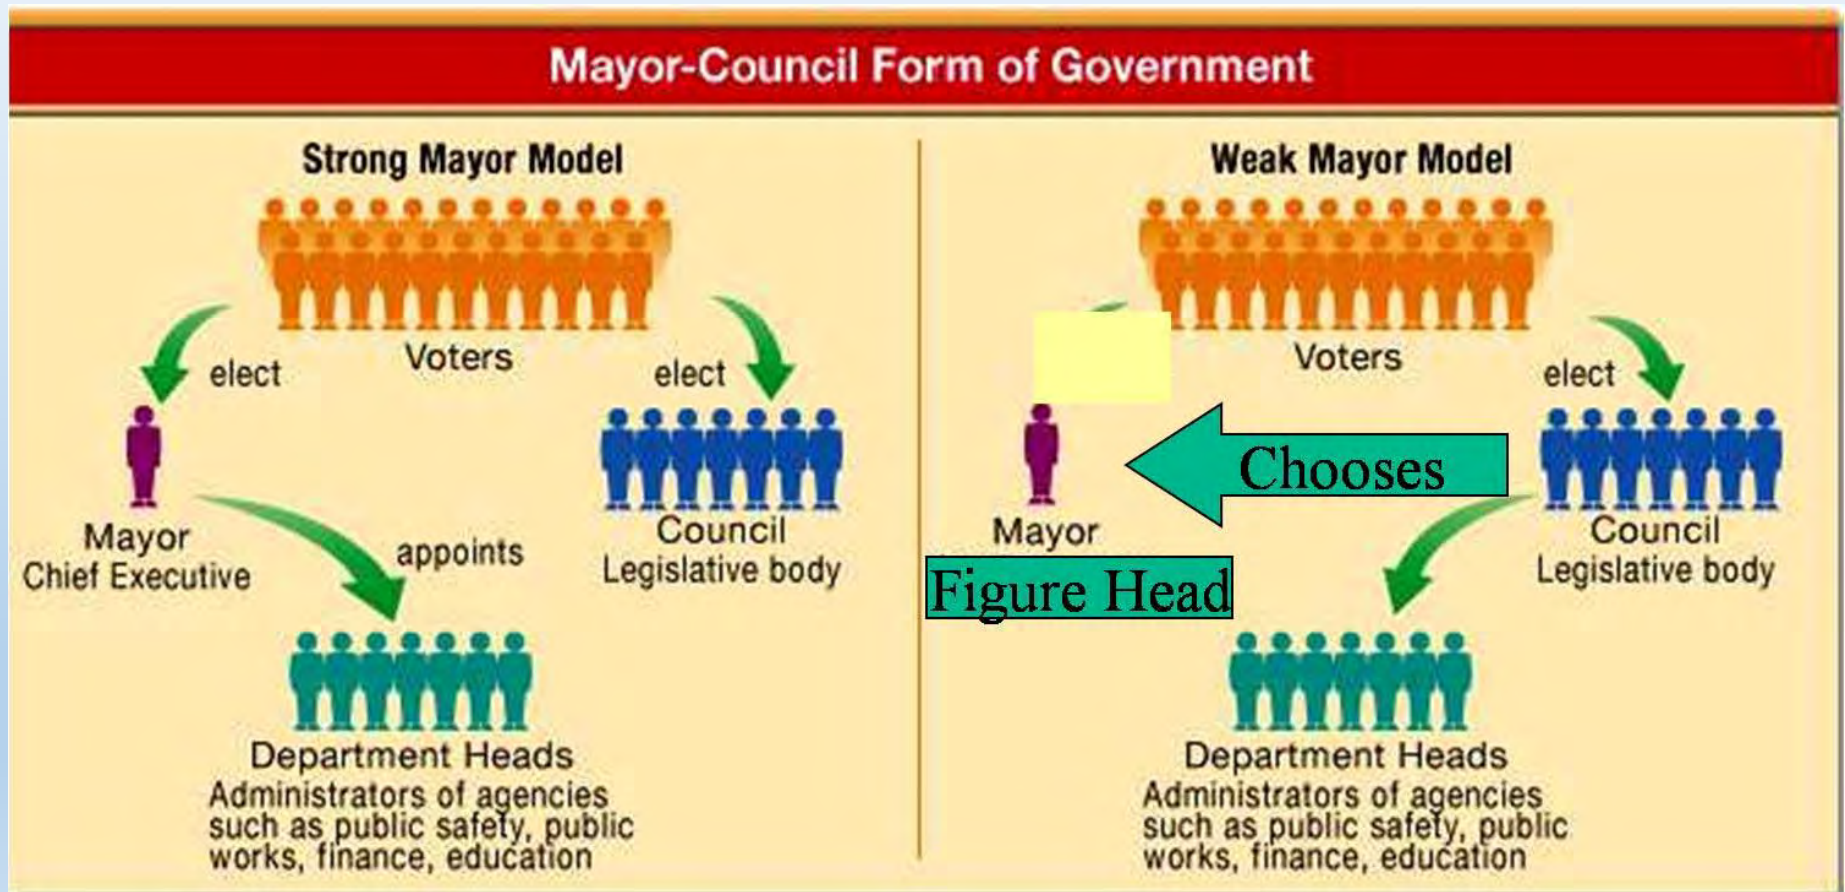 Mayor-Council Form of Government
Strong Mayor Model
Voters
elect
elect
Mayor
Chief Executive
appoints
Council
Legislative body
Department Heads
Administrators of agencies
such as public safety, public
works, finance, education
Weak Mayor Model
Voters
elect
Chooses
Mayor
Figure Head
Council
Legislative body
Department Heads
Administrators of agencies
such as public safety, public
works, finance, education